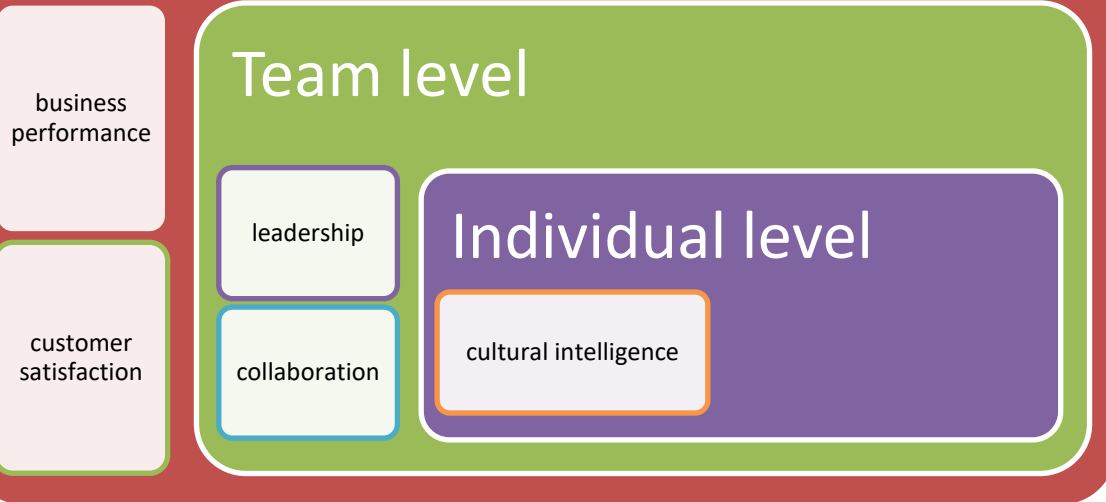 business
performance
customer
satisfaction
Team level
leadership
collaboration
Individual level
cultural intelligence